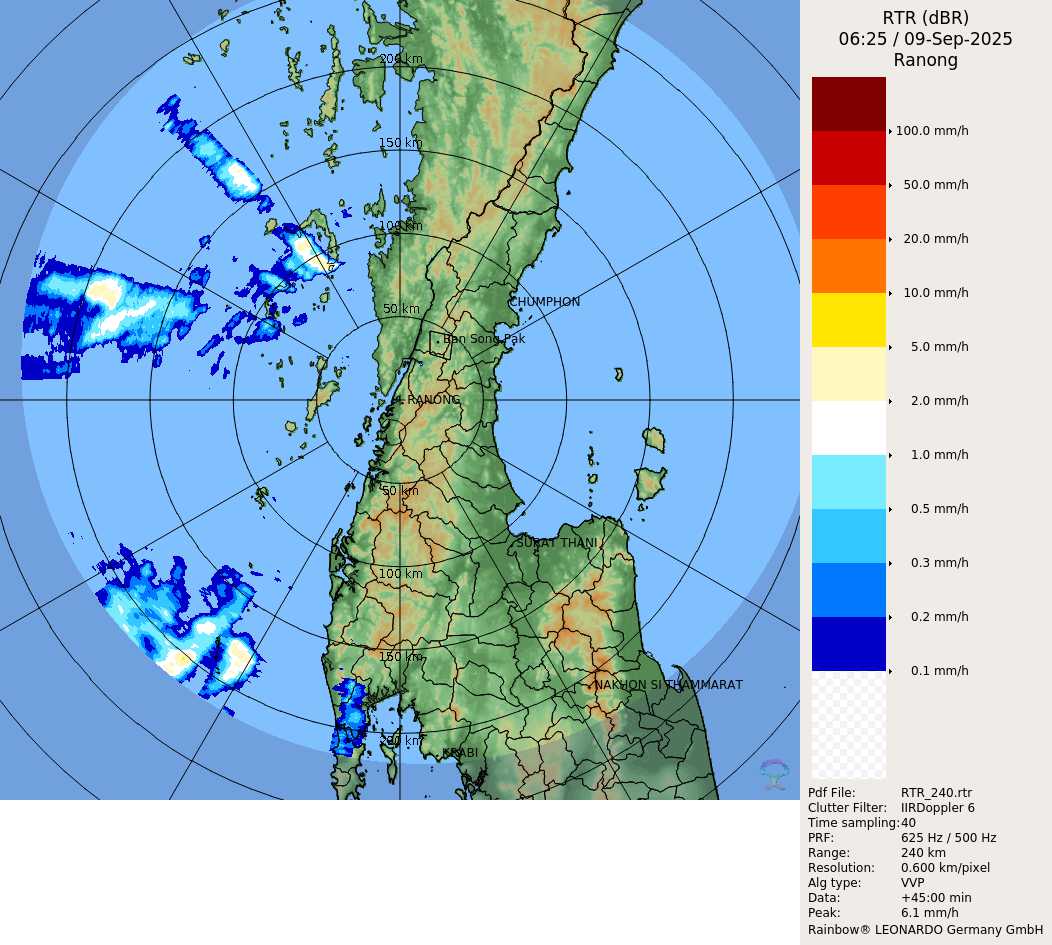 RTR (dBR)
06:25 / 09-Sep-2025
Ranong
200 km
150 km
100 km
50 km
CHUMPHON
Ban Song Pak
RANONG
50 km
SURAT THANI
100 km
150 km
NAKHON SI THAMMARAT
200 km
KRABI
100.0 mm/h
50.0 mm/h
20.0 mm/h
10.0 mm/h
5.0 mm/h
2.0 mm/h
1.0 mm/h
0.5 mm/h
0.3 mm/h
0.2 mm/h
0.1 mm/h
Pdf File: RTR_240.rtr
Clutter Filter: IIRDoppler 6
Time sampling:40
PRF: 625 Hz / 500 Hz
Range: 240 km
Resolution: 0.600 km/pixel
Alg type: VVP
Data: +45:00 min
Peak: 6.1 mm/h
Rainbow® LEONARDO Germany GmbH